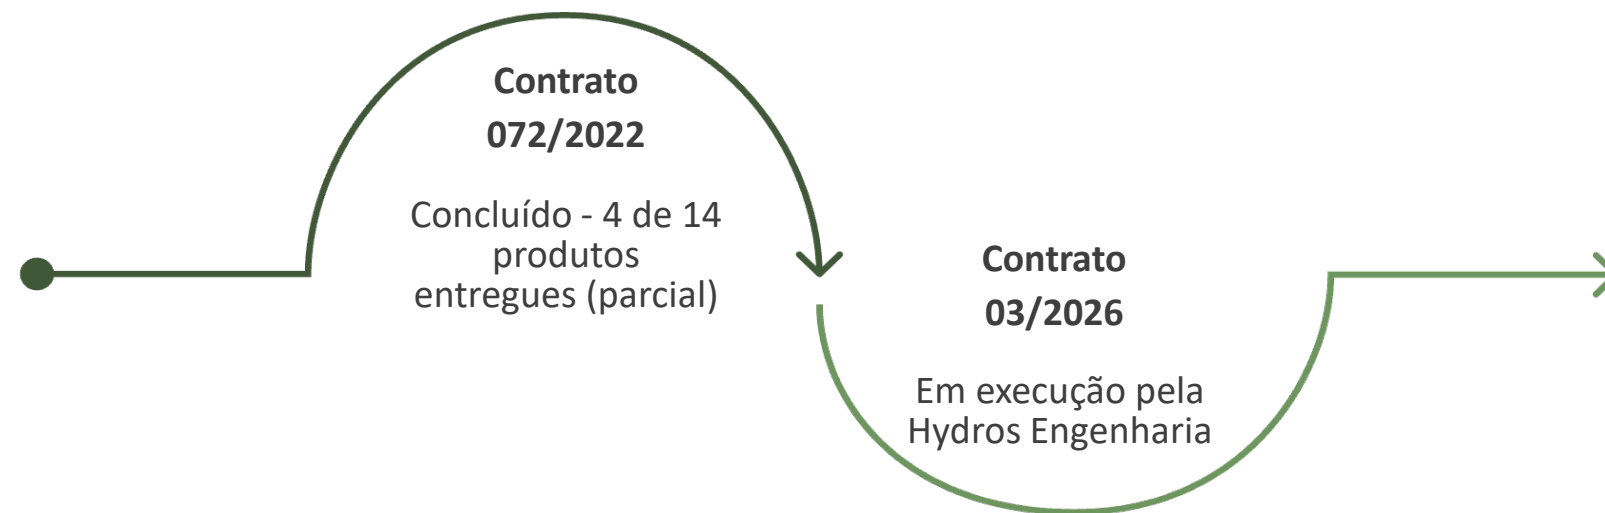 Contrato
072/2022
Concluído - 4 de 14
produtos
entregues (parcial)
Contrato
03/2026
Em execução pela
Hydros Engenharia